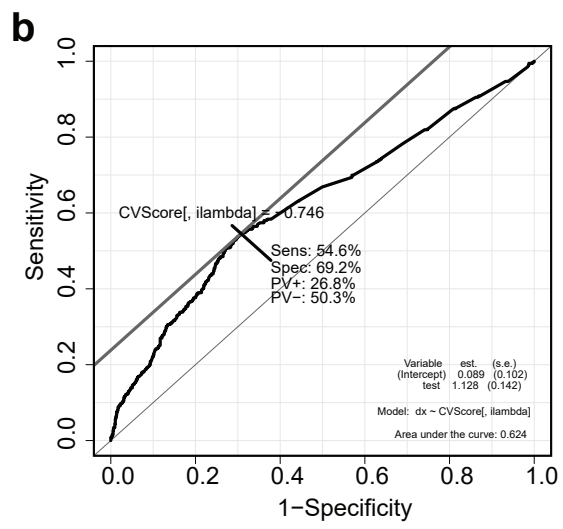 b
1.0
0.8
0.6
0.4
0.2
0.0
Sensitivity
CVScore[, ilambda] = −0.746
Sens: 54.6%
Spec: 69.2%
PV+: 26.8%
PV−: 50.3%
Variable est. (s.e.)
(Intercept) 0.089 (0.102)
test 1.128 (0.142)
Model: dx ~ CVScore[, ilambda]
Area under the curve: 0.624
0.0 0.2 0.4 0.6 0.8 1.0
1−Specificity